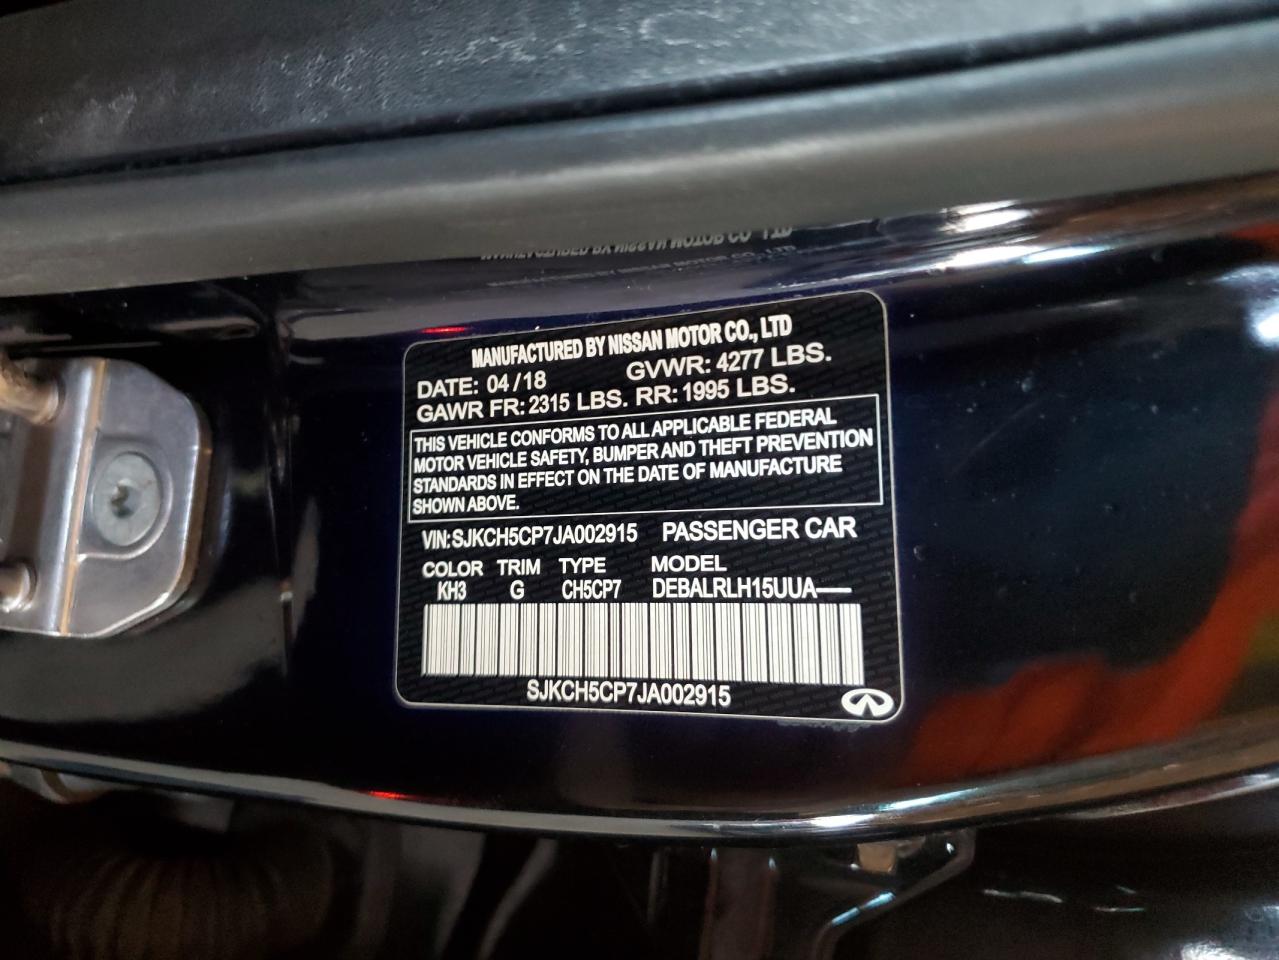 MANUFACTURED BY NISSAN MOTOR CO., LTD
DATE: 04/18 GVWR: 4277 LBS.
GAWR FR: 2315 LBS. RR: 1995 LBS.
THIS VEHICLE CONFORMS TO ALL APPLICABLE FEDERAL
MOTOR VEHICLE SAFETY, BUMPER AND THEFT PREVENTION
STANDARDS IN EFFECT ON THE DATE OF MANUFACTURE
SHOWN ABOVE.
VIN: SJKCH5CP7JA002915 PASSENGER CAR
COLOR TRIM TYPE MODEL
KH3 G CH5CP7 DEBALRLH15UUA—
SJKCH5CP7JA002915